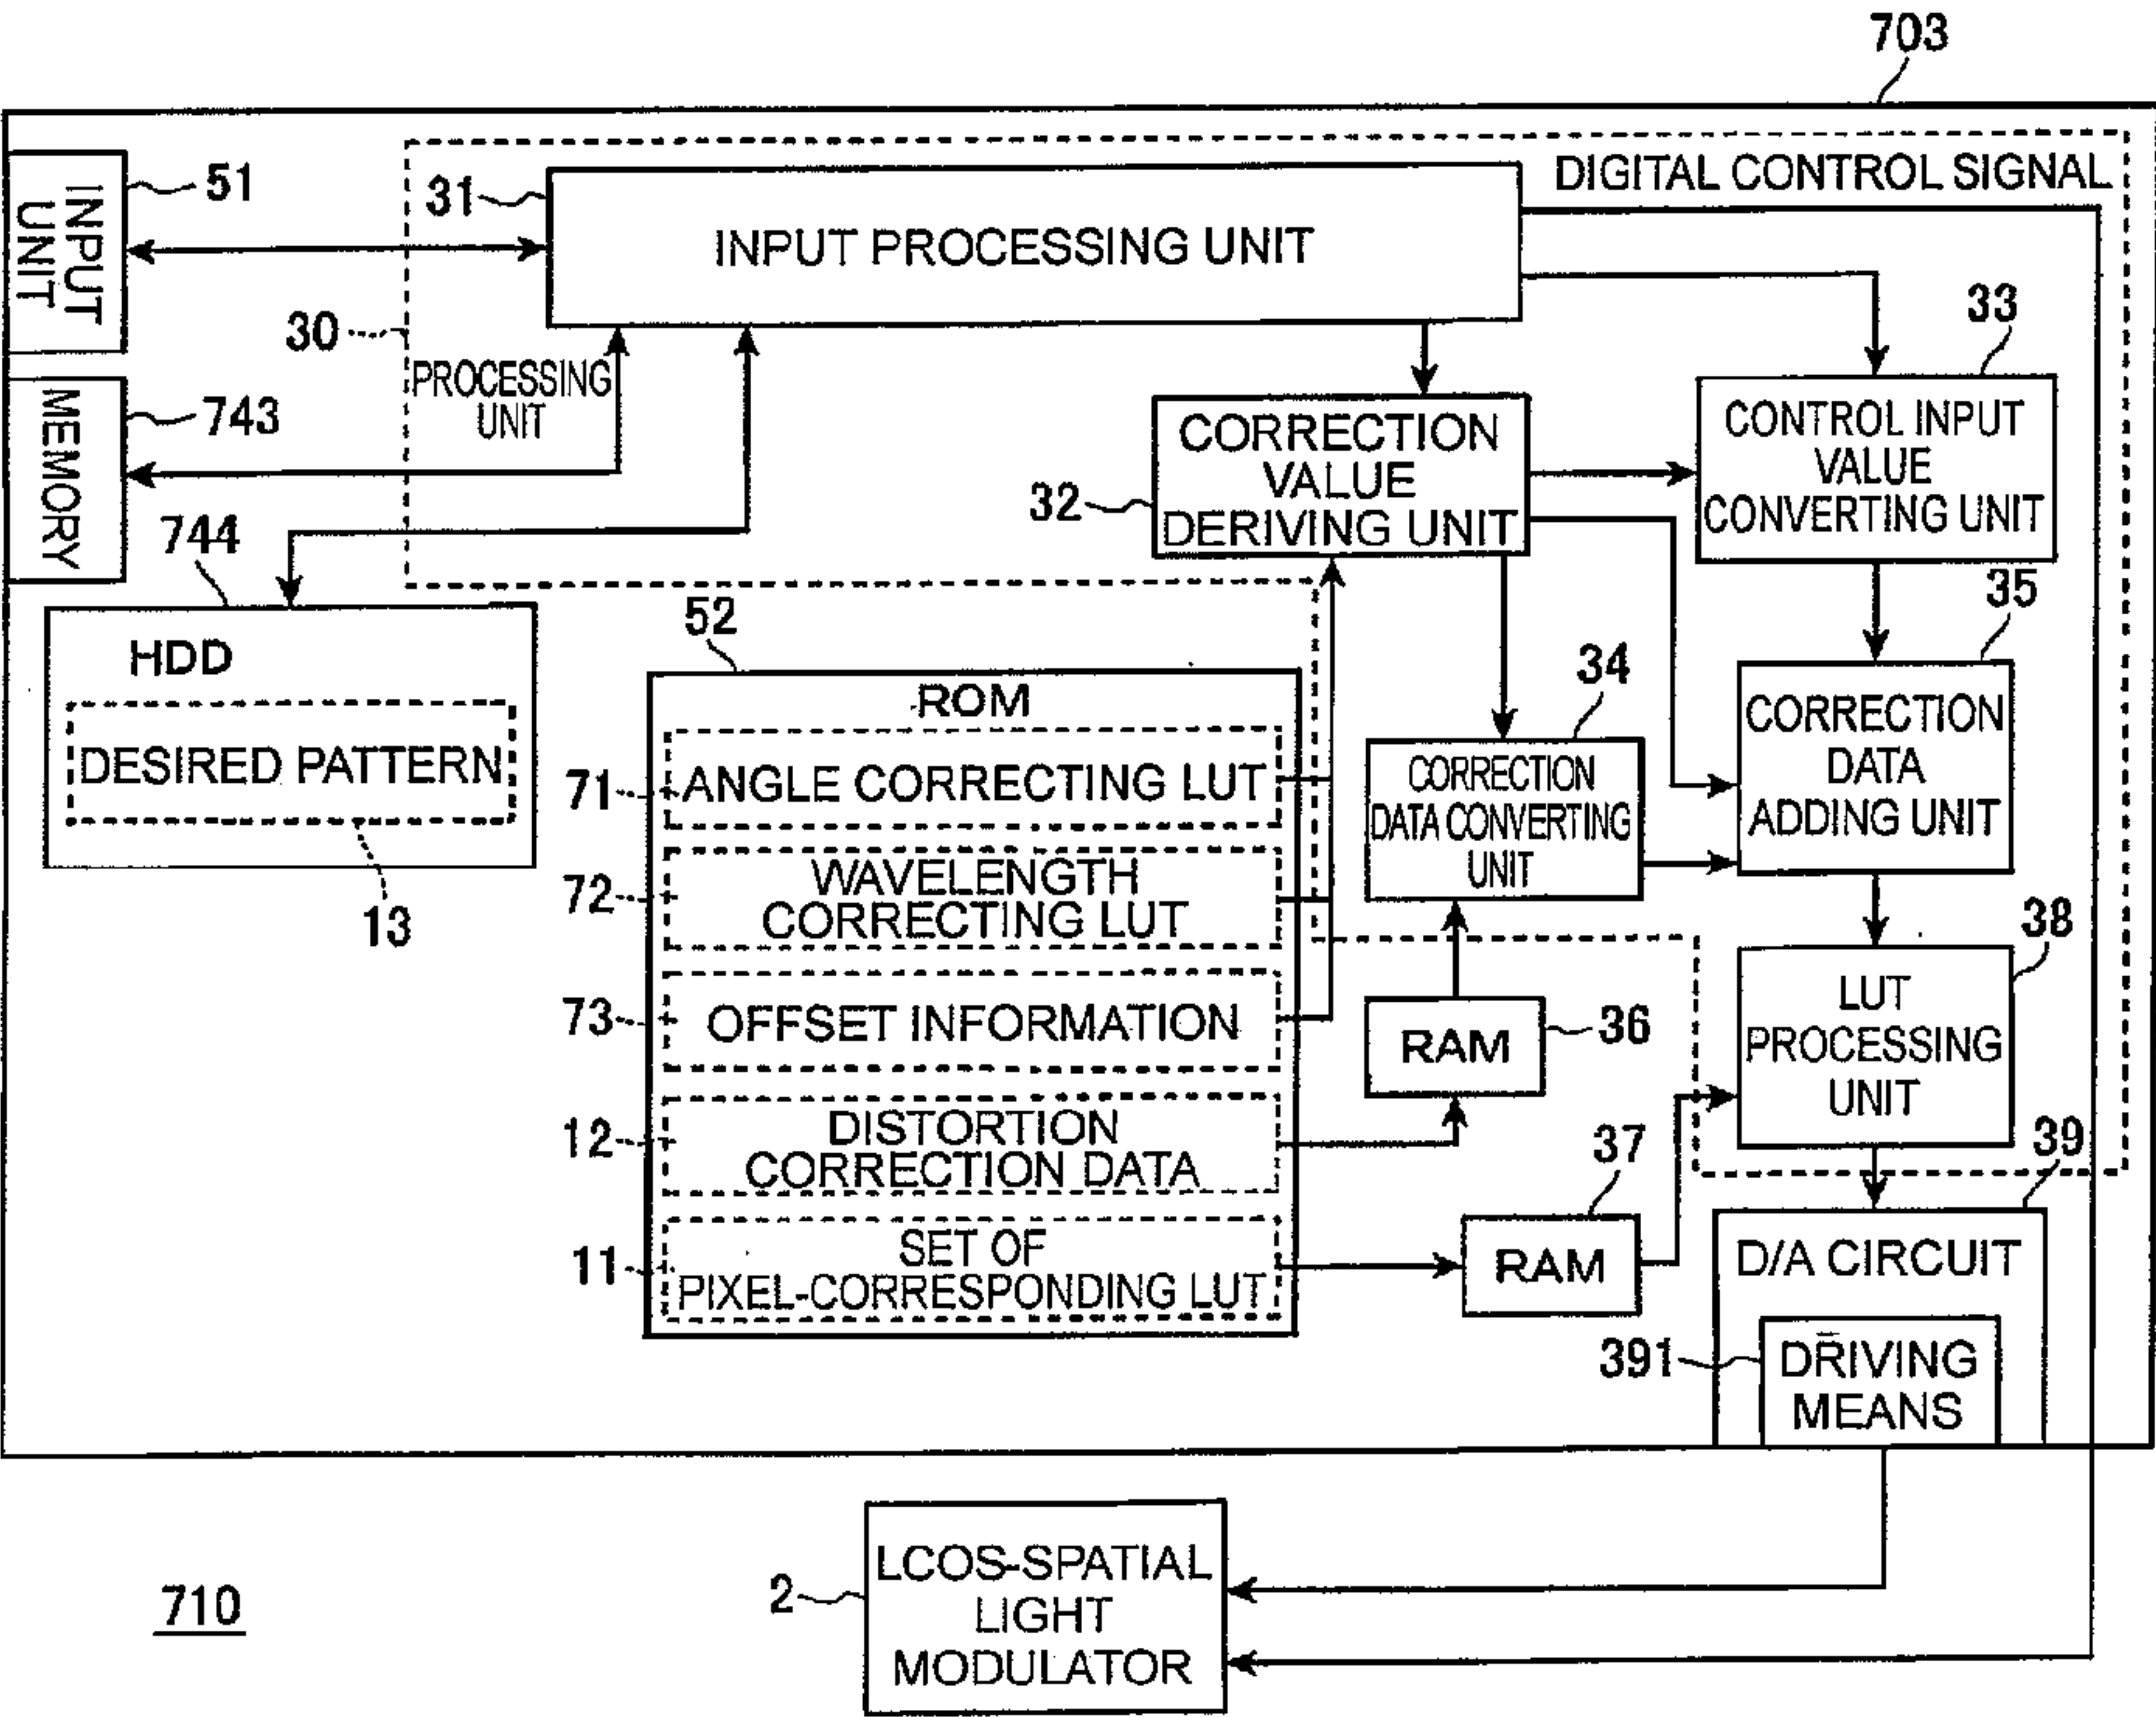 703
DIGITAL CONTROL SIGNAL
INPUT
UNIT
51
31
INPUT PROCESSING UNIT
30
PROCESSING
UNIT
33
MEMORY
743
CORRECTION
VALUE
DERIVING UNIT
32
CONTROL INPUT
VALUE
CONVERTING UNIT
744
HDD
DESIRED PATTERN
13
52
ROM
71
ANGLE CORRECTING LUT
72
WAVELENGTH
CORRECTING LUT
73
OFFSET INFORMATION
12
DISTORTION
CORRECTION DATA
11
SET OF
PIXEL-CORRESPONDING LUT
34
CORRECTION
DATA CONVERTING
UNIT
35
CORRECTION
DATA
ADDING UNIT
RAM
36
38
LUT
PROCESSING
UNIT
37
RAM
39
D/A CIRCUIT
391
DRIVING
MEANS
2
LCOS-SPATIAL
LIGHT
MODULATOR
710